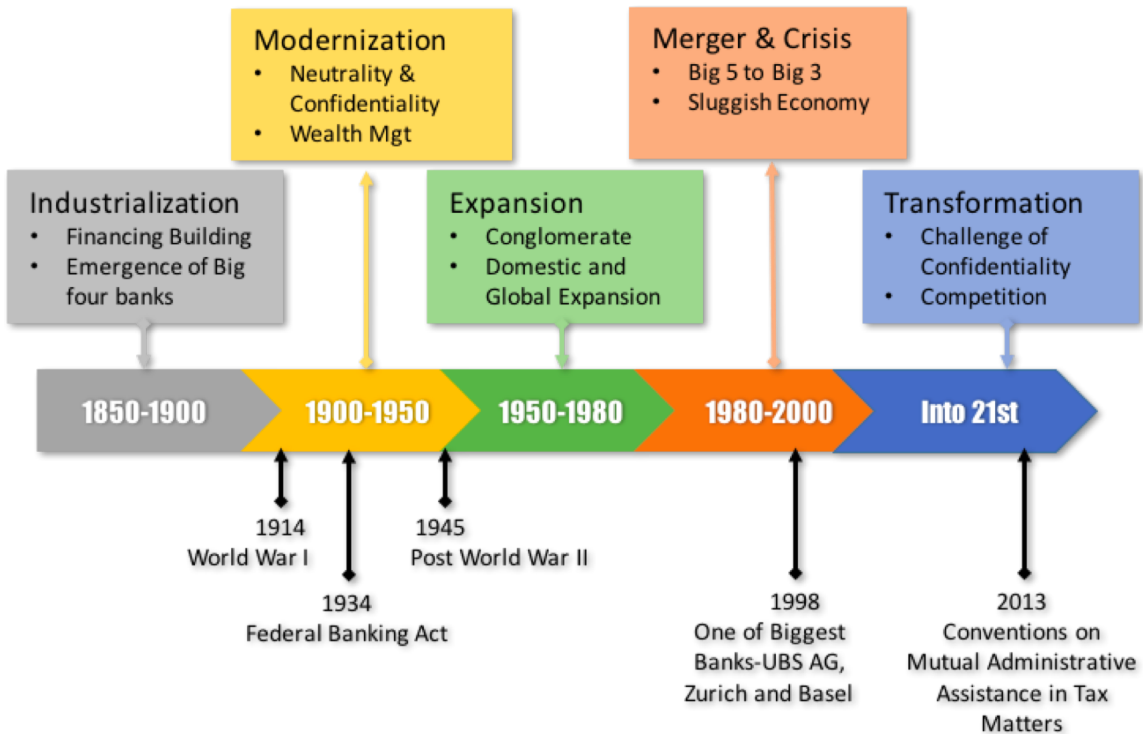 Modernization
• Neutrality &
Confidentiality
• Wealth Mgt
Merger & Crisis
• Big 5 to Big 3
• Sluggish Economy
Industrialization
• Financing Building
• Emergence of Big
four banks
Expansion
• Conglomerate
• Domestic and
Global Expansion
Transformation
• Challenge of
Confidentiality
• Competition
1850-1900
1900-1950
1950-1980
1980-2000
Into 21st
1914
World War I
1934
Federal Banking Act
1945
Post World War II
1998
One of Biggest
Banks-UBS AG,
Zurich and Basel
2013
Conventions on
Mutual Administrative
Assistance in Tax
Matters